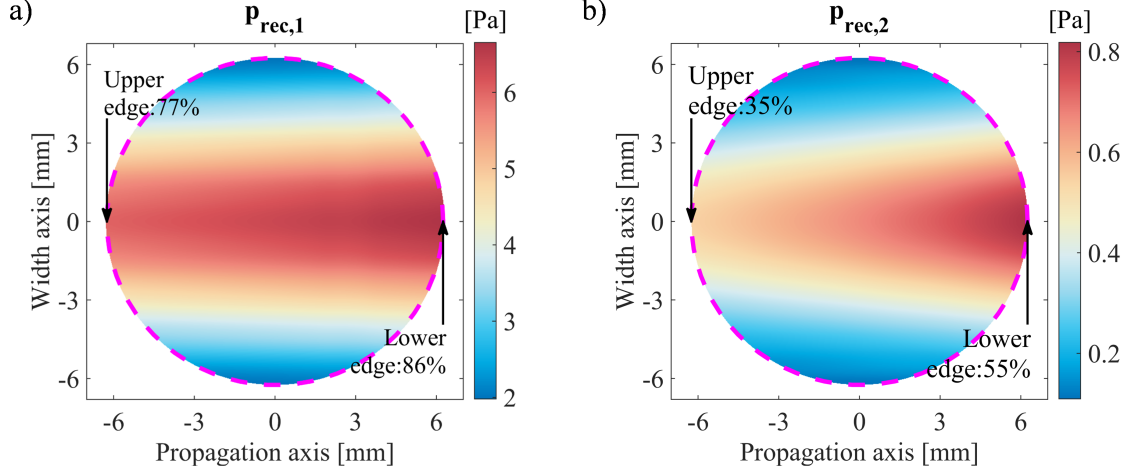 a)
p_rec,1
[Pa]
Upper
edge:77%
Lower
edge:86%
6
3
0
-3
-6
Width axis [mm]
-6
-3
0
3
6
Propagation axis [mm]
6
5
4
3
2
b)
p_rec,2
[Pa]
Upper
edge:35%
Lower
edge:55%
6
3
0
-3
-6
Width axis [mm]
-6
-3
0
3
6
Propagation axis [mm]
0.8
0.6
0.4
0.2